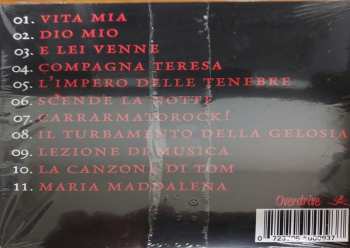 01. VITA MIA
02. DIO MIO
03. E LEI VENNE
04. COMPAGNA TERESA
05. L'IMPERO DELLE TENEBRE
06. SCENDE LA NOTTE
07. CARRARMATOROCK!
08. IL TURBAMENTO DELLA GELOSIA
09. LEZIONE DI MUSICA
10. LA CANZONE DI TOM
11. MARIA MADDALENA
Overdrive